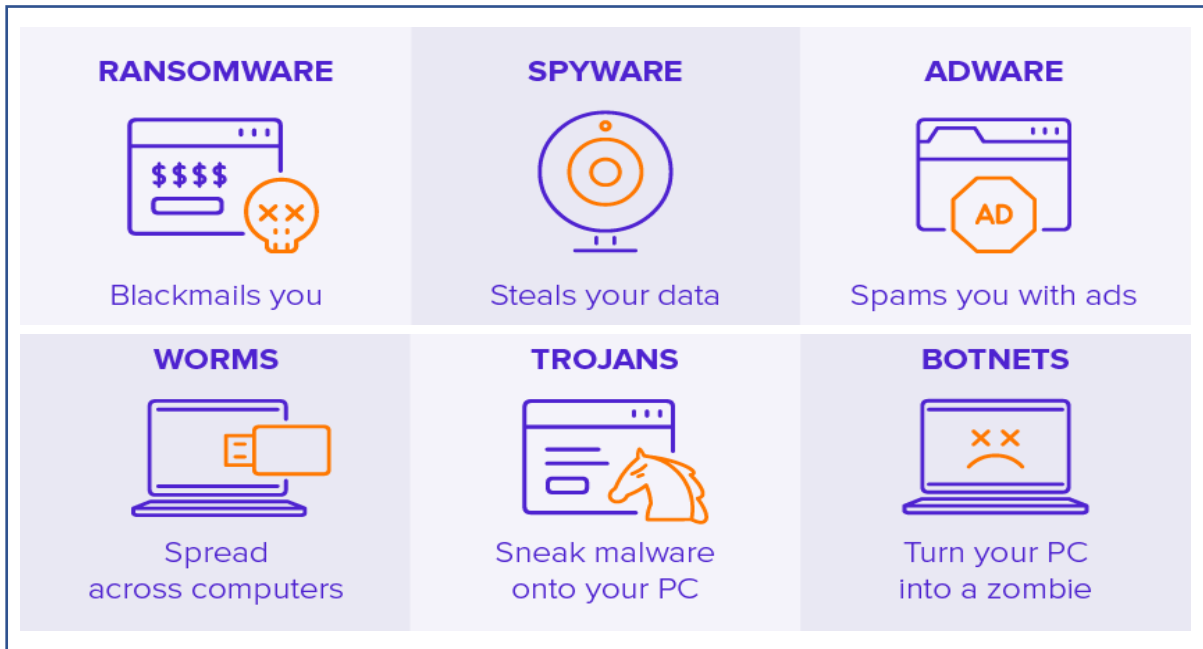 RANSOMWARE
$$$$
Blackmails you
SPYWARE
Steals your data
ADWARE
AD
Spams you with ads
WORMS
Spread
across computers
TROJANS
Sneak malware
onto your PC
BOTNETS
Turn your PC
into a zombie